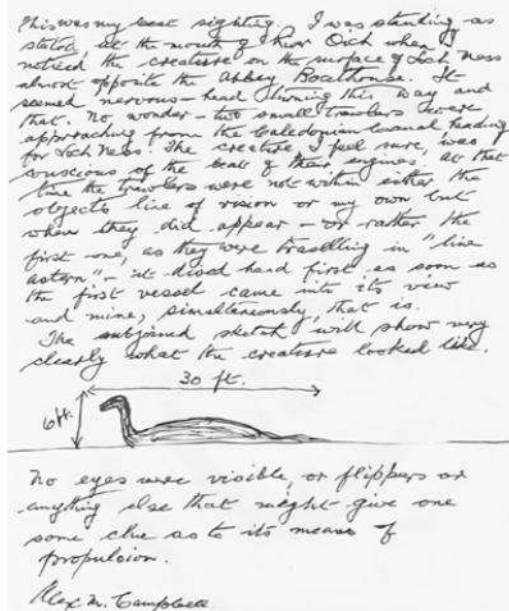 This was my best sighting. I was standing, as
stated, at the mouth of River Oich when I
noticed the creature on the surface of Loch Ness
almost opposite the Abbey Boathouse. It
seemed nervous – head turning this way and
that. No wonder – two small trawlers were
approaching from the Caledonian Canal heading
for Loch Ness. The creature, I feel sure, was
conscious of the beat of their engines. At that
time the trawlers were not within either the
objects line of vision or my own but
when they did appear – or rather the
first one, as they were travelling in "line
astern" – it dived head first as soon as
the first vessel came into its view
and mine, simultaneously, that is.
The subjoined sketch will show very
clearly what the creature looked like.
30 ft.
6 ft.
No eyes were visible, or flippers or
anything else that might give one
some clue as to its means of
propulsion.
Alex M. Campbell